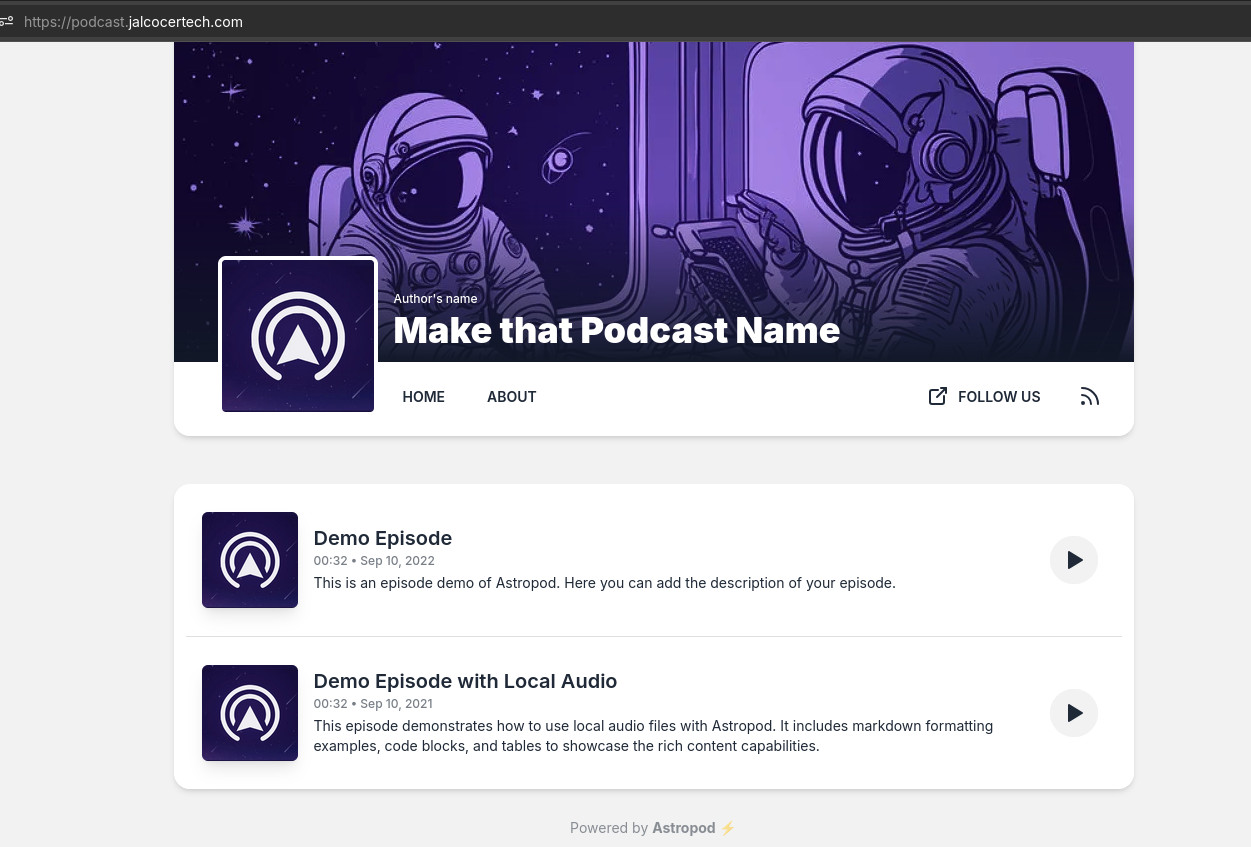 https://podcast.jalcocertech.com
Author's name
Make that Podcast Name
HOME ABOUT FOLLOW US
Demo Episode
00:32 • Sep 10, 2022
This is an episode demo of Astropod. Here you can add the description of your episode.
Demo Episode with Local Audio
00:32 • Sep 10, 2021
This episode demonstrates how to use local audio files with Astropod. It includes markdown formatting
examples, code blocks, and tables to showcase the rich content capabilities.
Powered by Astropod ⚡